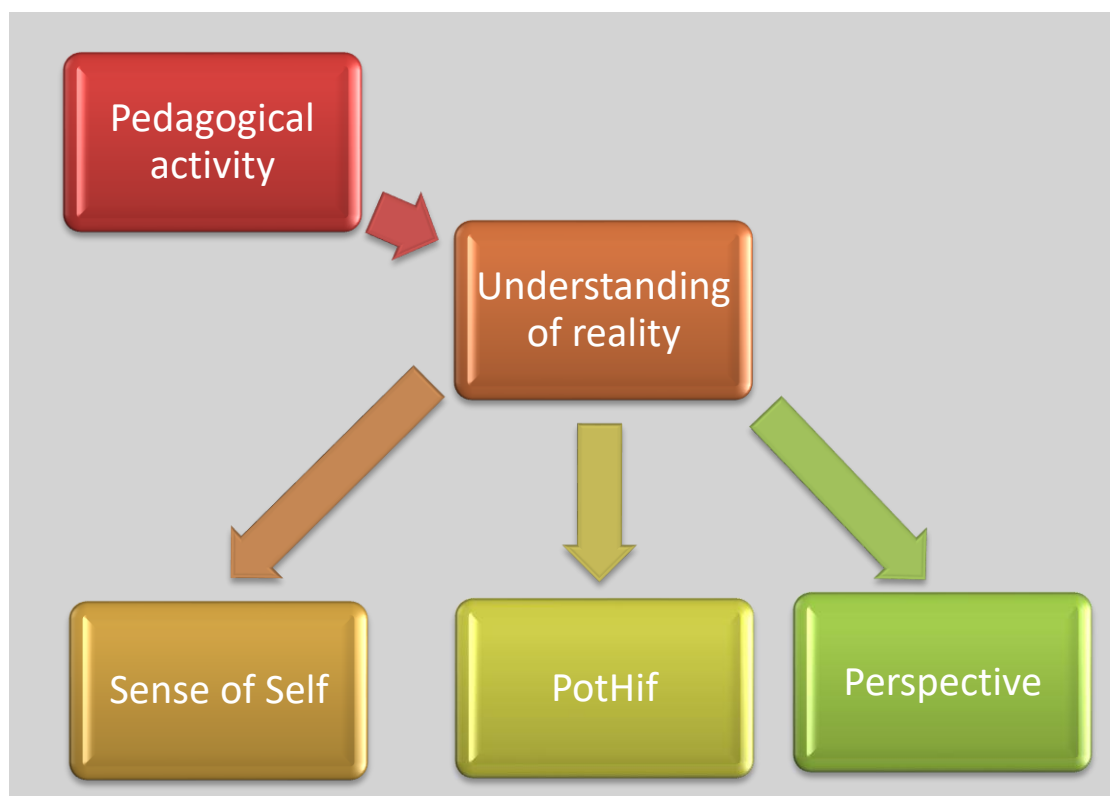 Pedagogical
activity
Understanding
of reality
Sense of Self
PotHif
Perspective